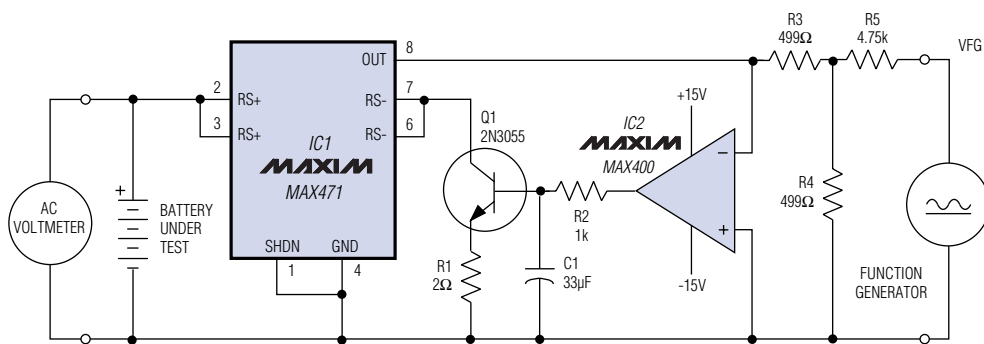 R3
499Ω
R5
4.75k
VFG
8
OUT
2
RS+
3
RS+
7
RS-
6
RS-
IC1
MAXIM
MAX471
SHDN
1
GND
4
Q1
2N3055
+15V
IC2
MAXIM
MAX400
−
+
-15V
R2
1k
R4
499Ω
R1
2Ω
C1
33µF
AC
VOLTMETER
+
BATTERY
UNDER
TEST
FUNCTION
GENERATOR